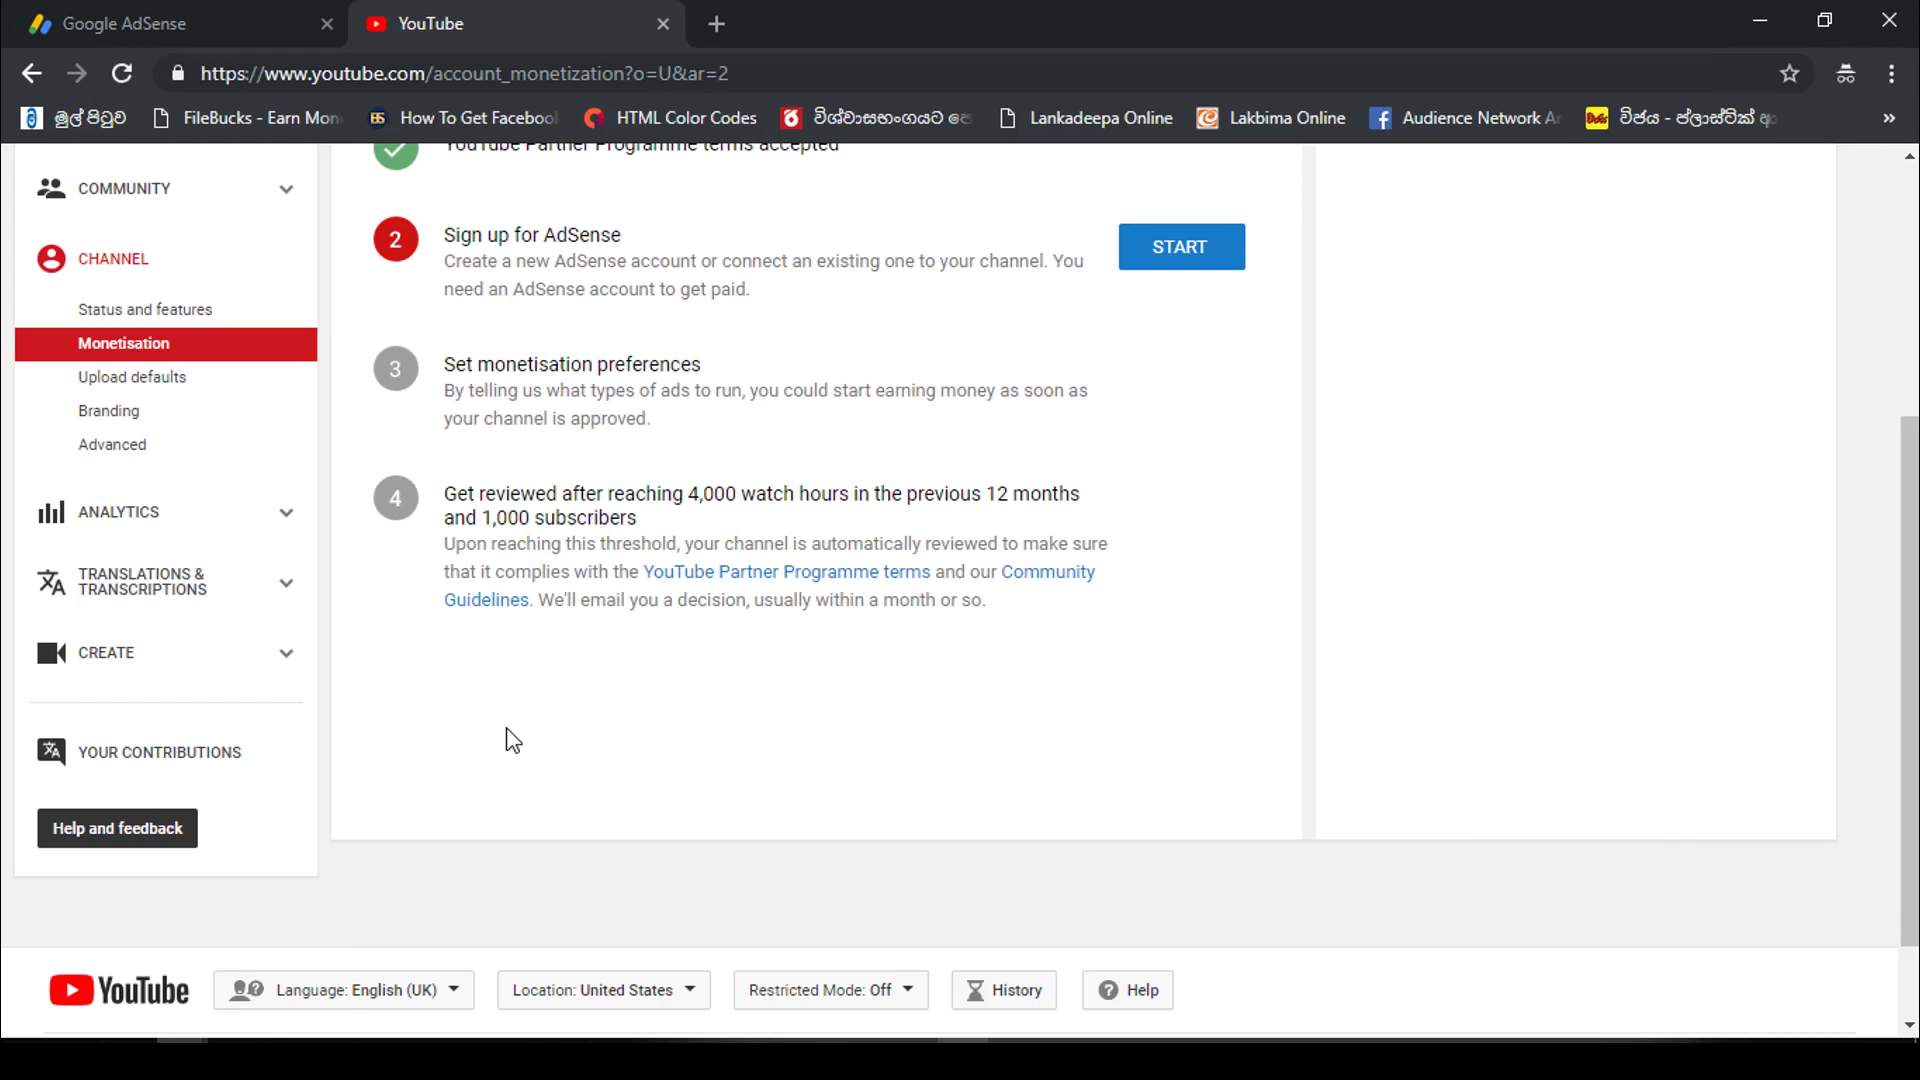 Google AdSense
YouTube
https://www.youtube.com/account_monetization?o=U&ar=2
මුල් පිටුව
FileBucks - Earn Mon
How To Get Faceboo
HTML Color Codes
විශ්වාසභංගයට පෙ
Lankadeepa Online
Lakbima Online
Audience Network A
විජය - ප්ලාස්ටික් අ
»
COMMUNITY
CHANNEL
Status and features
Monetisation
Upload defaults
Branding
Advanced
ANALYTICS
TRANSLATIONS &
TRANSCRIPTIONS
CREATE
YOUR CONTRIBUTIONS
Help and feedback
YouTube Partner Programme terms accepted
2
Sign up for AdSense
Create a new AdSense account or connect an existing one to your channel. You
need an AdSense account to get paid.
START
3
Set monetisation preferences
By telling us what types of ads to run, you could start earning money as soon as
your channel is approved.
4
Get reviewed after reaching 4,000 watch hours in the previous 12 months
and 1,000 subscribers
Upon reaching this threshold, your channel is automatically reviewed to make sure
that it complies with the YouTube Partner Programme terms and our Community
Guidelines. We'll email you a decision, usually within a month or so.
YouTube
Language: English (UK)
Location: United States
Restricted Mode: Off
History
Help